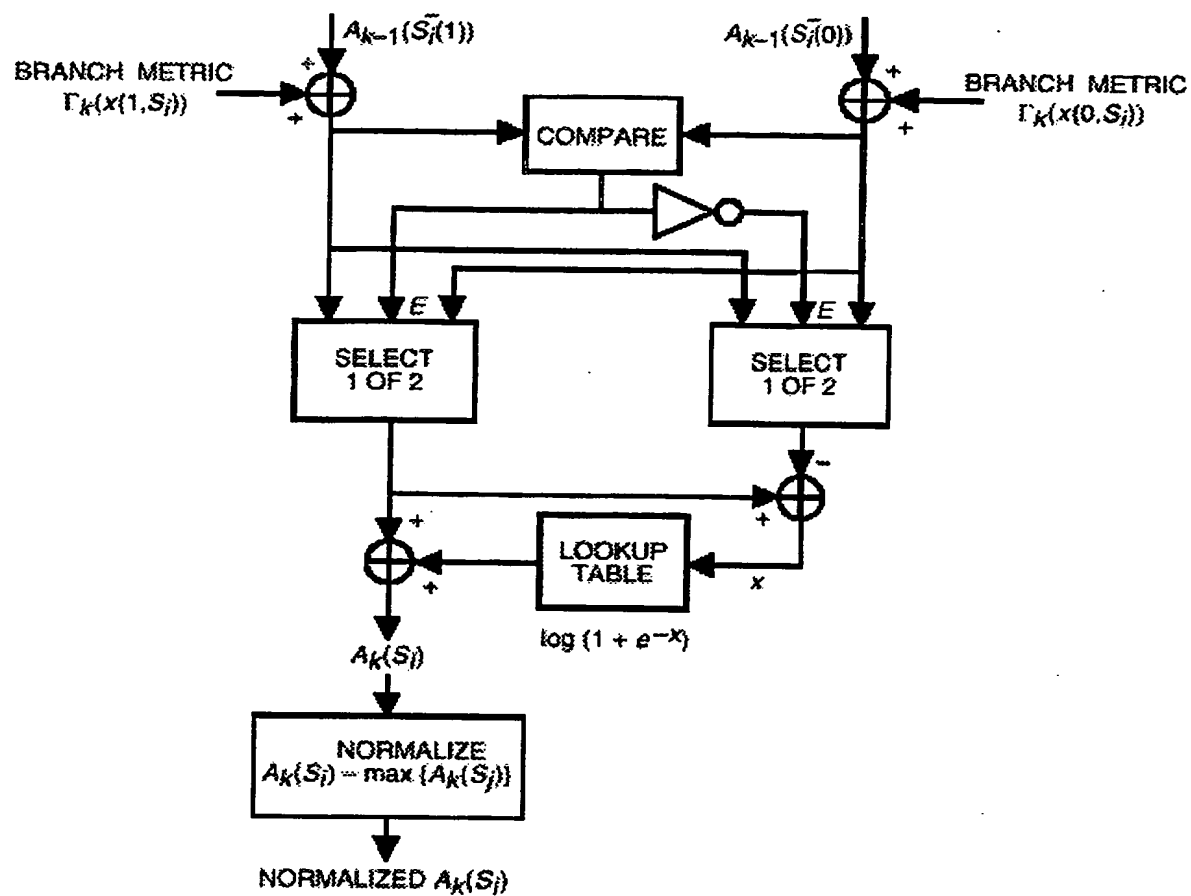 A_{k–1}(S_i^–(1))
A_{k–1}(S_i^–(0))
+
+
BRANCH METRIC
Γ_k(x(1,S_i))
+
BRANCH METRIC
Γ_k(x(0,S_i))
+
COMPARE
E
E
SELECT
1 OF 2
SELECT
1 OF 2
–
+
+
LOOKUP
TABLE
+
x
log (1 + e^{–x})
A_k(S_i)
NORMALIZE
A_k(S_i) – max {A_k(S_j)}
NORMALIZED A_k(S_i)